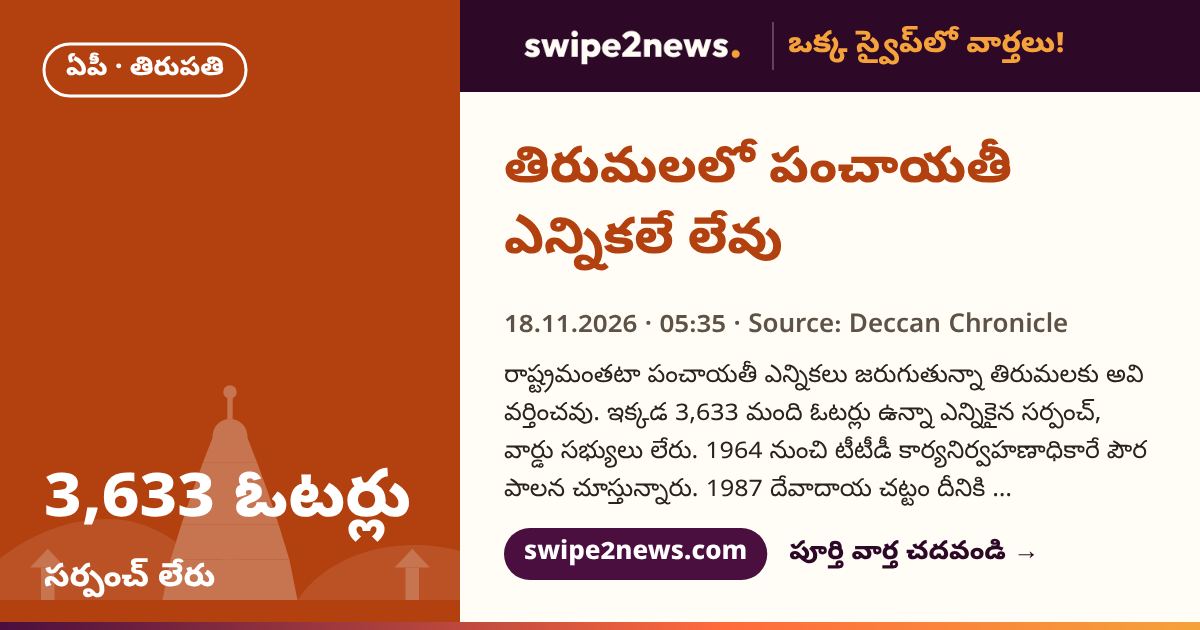 ఏపీ · తిరుపతి
3,633 ఓటర్లు
సర్పంచ్ లేరు
swipe2news.
ఒక్క స్వైప్‌లో వార్తలు!
తిరుమలలో పంచాయతీ
ఎన్నికలే లేవు
18.11.2026 · 05:35 · Source: Deccan Chronicle
రాష్ట్రమంతటా పంచాయతీ ఎన్నికలు జరుగుతున్నా తిరుమలకు అవి
వర్తించవు. ఇక్కడ 3,633 మంది ఓటర్లు ఉన్నా ఎన్నికైన సర్పంచ్,
వార్డు సభ్యులు లేరు. 1964 నుంచి టీటీడీ కార్యనిర్వహణాధికారే పౌర
పాలన చూస్తున్నారు. 1987 దేవాదాయ చట్టం దీనికి ...
swipe2news.com
పూర్తి వార్త చదవండి →